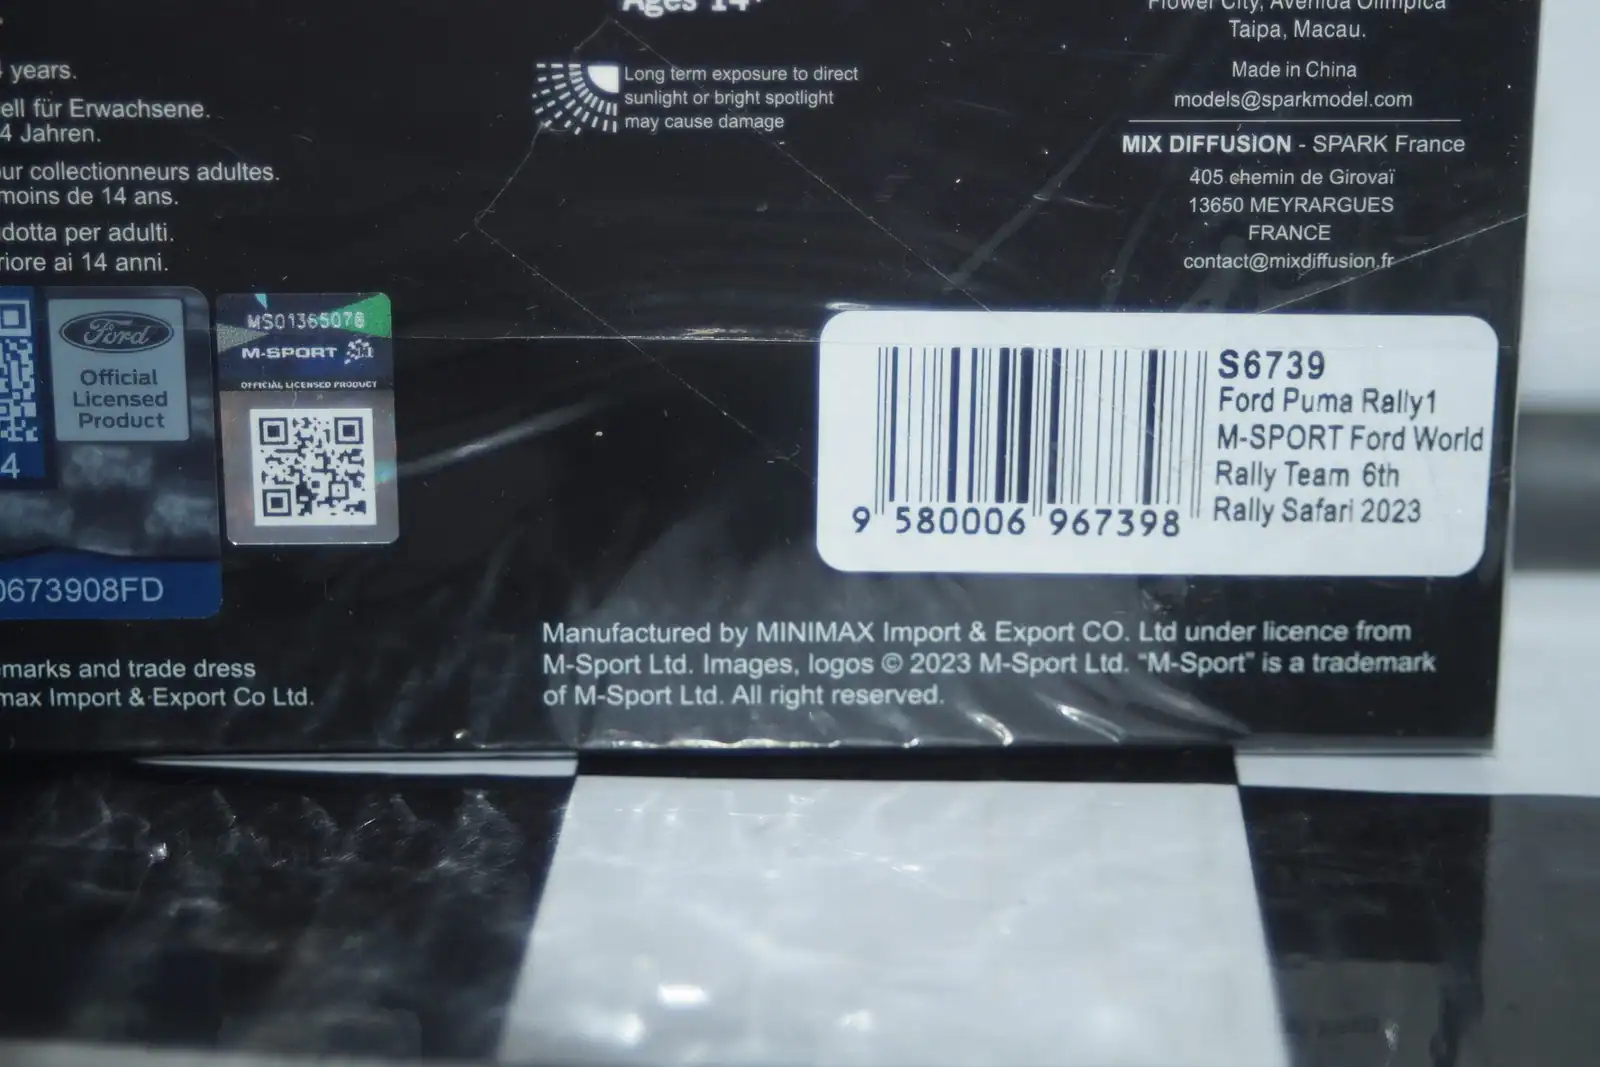 Ages 14+
years.
ell für Erwachsene.
4 Jahren.
ur collectionneurs adultes.
moins de 14 ans.
dotta per adulti.
riore ai 14 anni.
Long term exposure to direct
sunlight or bright spotlight
may cause damage
Flower City, Avenida Olimpica
Taipa, Macau.
Made in China
models@sparkmodel.com
MIX DIFFUSION - SPARK France
405 chemin de Girovaï
13650 MEYRARGUES
FRANCE
contact@mixdiffusion.fr
4
Ford
Official
Licensed
Product
0673908FD
MS01365078
M-SPORT
OFFICIAL LICENSED PRODUCT
S6739
Ford Puma Rally1
M-SPORT Ford World
Rally Team 6th
Rally Safari 2023
9 580006 967398
emarks and trade dress
max Import & Export Co Ltd.
Manufactured by MINIMAX Import & Export CO. Ltd under licence from
M-Sport Ltd. Images, logos © 2023 M-Sport Ltd. “M-Sport” is a trademark
of M-Sport Ltd. All right reserved.